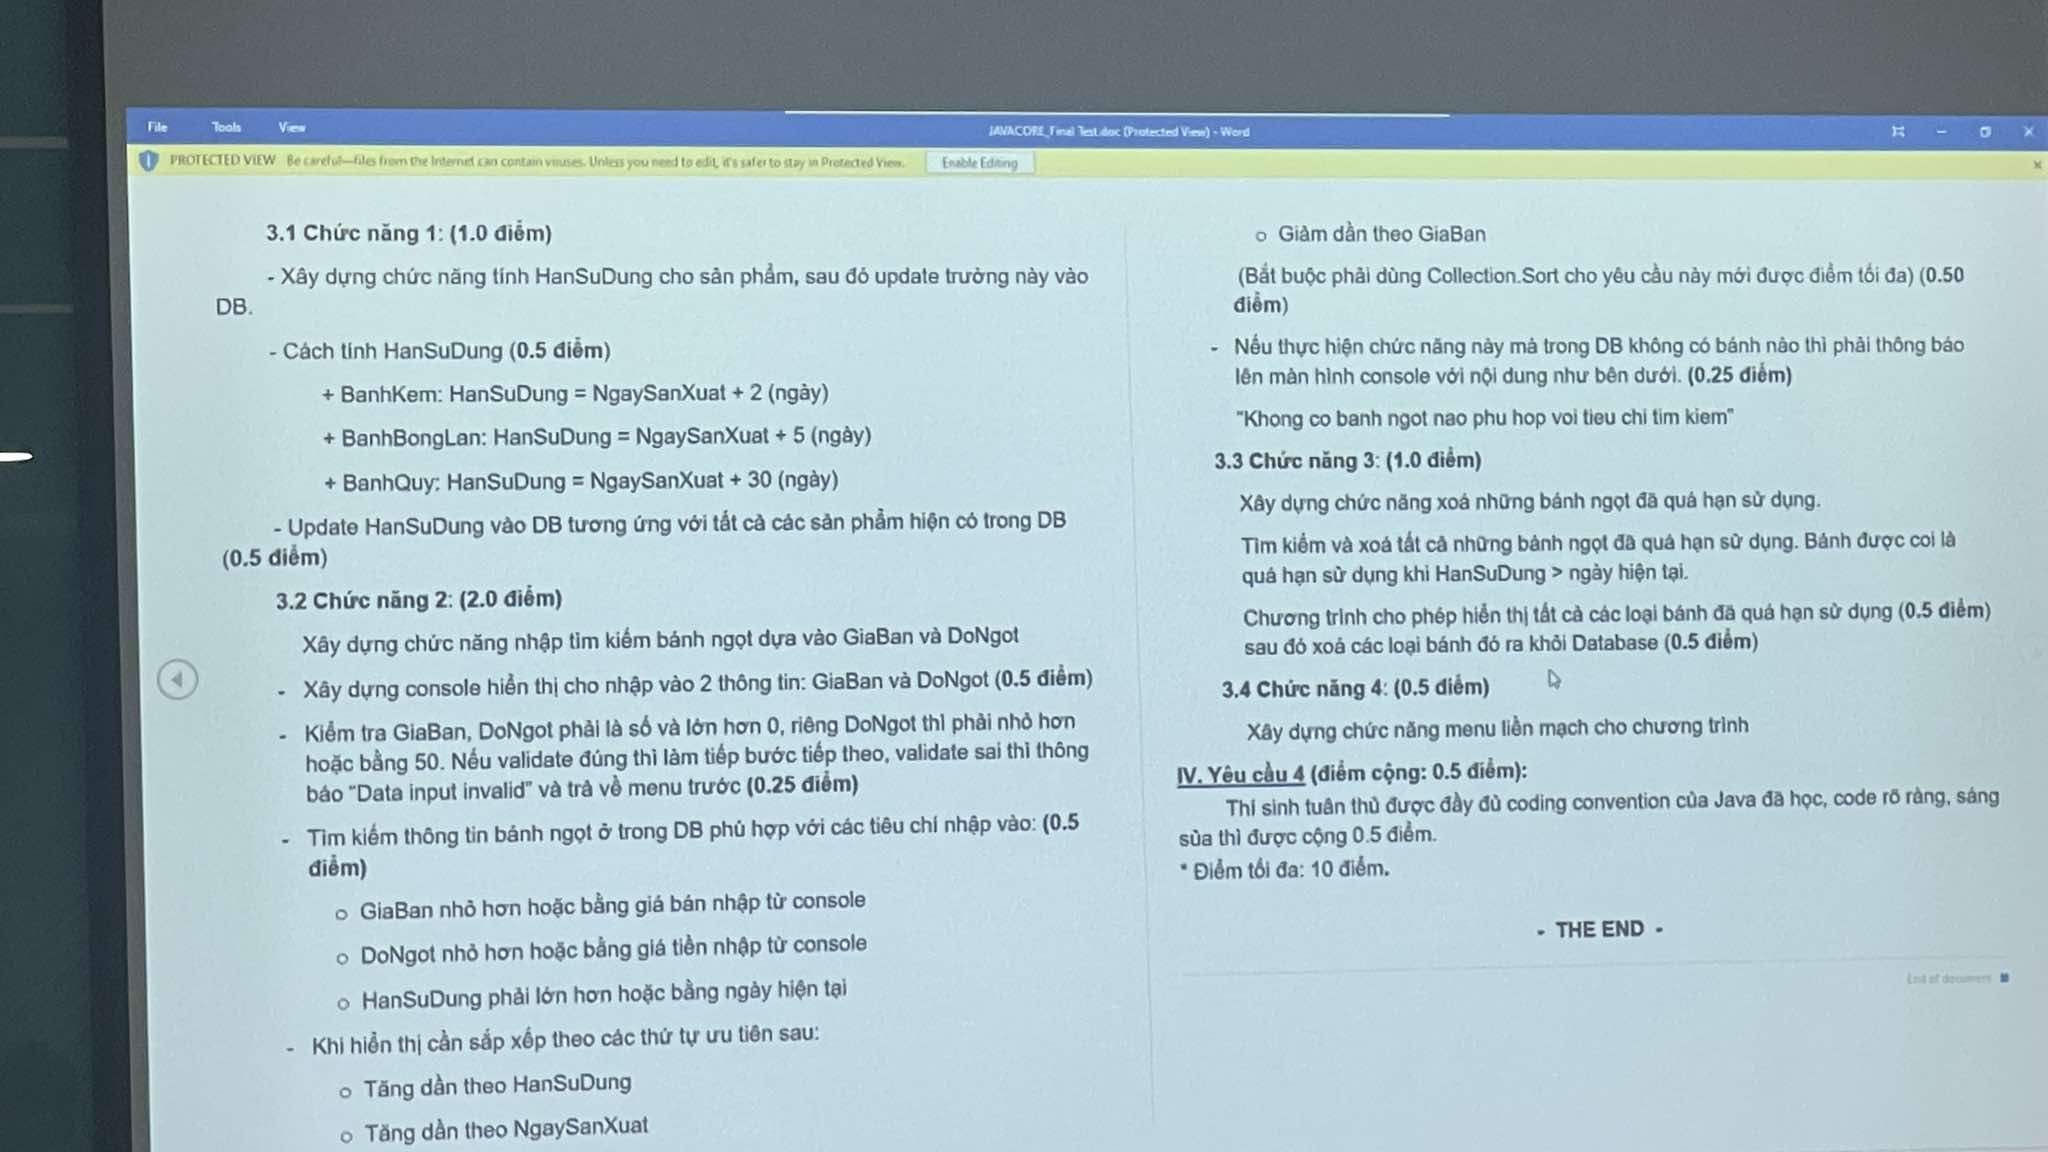 File Tools View JAVACORE_Final Test.doc (Protected View) - Word
PROTECTED VIEW Be careful—files from the Internet can contain viruses. Unless you need to edit, it's safer to stay in Protected View. Enable Editing
3.1 Chức năng 1: (1.0 điểm)
- Xây dựng chức năng tính HanSuDung cho sản phẩm, sau đó update trường này vào
DB.
- Cách tính HanSuDung (0.5 điểm)
+ BanhKem: HanSuDung = NgaySanXuat + 2 (ngày)
+ BanhBongLan: HanSuDung = NgaySanXuat + 5 (ngày)
+ BanhQuy: HanSuDung = NgaySanXuat + 30 (ngày)
- Update HanSuDung vào DB tương ứng với tất cả các sản phẩm hiện có trong DB
(0.5 điểm)
3.2 Chức năng 2: (2.0 điểm)
Xây dựng chức năng nhập tìm kiếm bánh ngọt dựa vào GiaBan và DoNgot
- Xây dựng console hiển thị cho nhập vào 2 thông tin: GiaBan và DoNgot (0.5 điểm)
- Kiểm tra GiaBan, DoNgot phải là số và lớn hơn 0, riêng DoNgot thì phải nhỏ hơn
hoặc bằng 50. Nếu validate đúng thì làm tiếp bước tiếp theo, validate sai thì thông
báo "Data input invalid" và trả về menu trước (0.25 điểm)
- Tìm kiếm thông tin bánh ngọt ở trong DB phù hợp với các tiêu chí nhập vào: (0.5
điểm)
o GiaBan nhỏ hơn hoặc bằng giá bán nhập từ console
o DoNgot nhỏ hơn hoặc bằng giá tiền nhập từ console
o HanSuDung phải lớn hơn hoặc bằng ngày hiện tại
- Khi hiển thị cần sắp xếp theo các thứ tự ưu tiên sau:
o Tăng dần theo HanSuDung
o Tăng dần theo NgaySanXuat
o Giảm dần theo GiaBan
(Bắt buộc phải dùng Collection.Sort cho yêu cầu này mới được điểm tối đa) (0.50
điểm)
- Nếu thực hiện chức năng này mà trong DB không có bánh nào thì phải thông báo
lên màn hình console với nội dung như bên dưới. (0.25 điểm)
"Khong co banh ngot nao phu hop voi tieu chi tim kiem"
3.3 Chức năng 3: (1.0 điểm)
Xây dựng chức năng xoá những bánh ngọt đã quá hạn sử dụng.
Tìm kiếm và xoá tất cả những bánh ngọt đã quá hạn sử dụng. Bánh được coi là
quá hạn sử dụng khi HanSuDung > ngày hiện tại.
Chương trình cho phép hiển thị tất cả các loại bánh đã quá hạn sử dụng (0.5 điểm)
sau đó xoá các loại bánh đó ra khỏi Database (0.5 điểm)
3.4 Chức năng 4: (0.5 điểm)
Xây dựng chức năng menu liền mạch cho chương trình
IV. Yêu cầu 4 (điểm cộng: 0.5 điểm):
Thí sinh tuân thủ được đầy đủ coding convention của Java đã học, code rõ ràng, sáng
sủa thì được cộng 0.5 điểm.
* Điểm tối đa: 10 điểm.
- THE END -
End of document